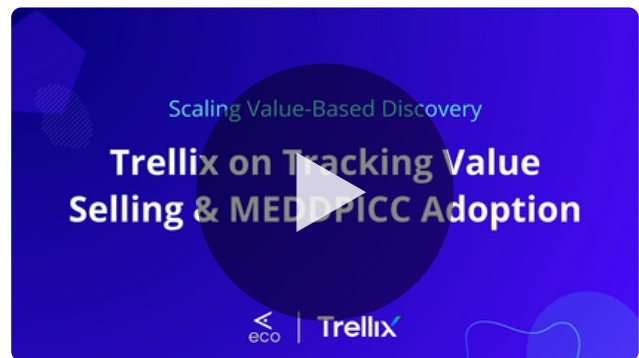 Scaling Value-Based Discovery
Trellix on Tracking Value
Selling & MEDDPICC Adoption
eco
Trellix